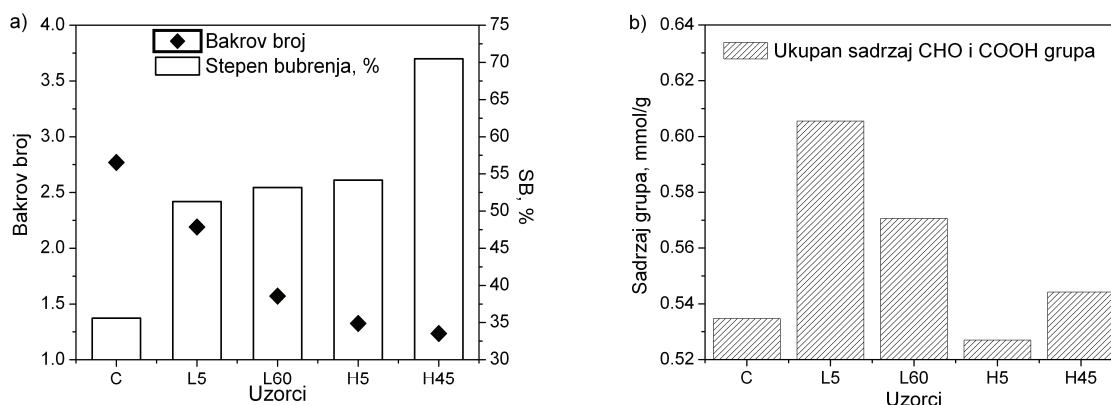 a)
Bakrov broj
Stepen bubrenja, %
4.0
3.5
3.0
2.5
2.0
1.5
1.0
Bakrov broj
75
70
65
60
55
50
45
40
35
30
SB, %
C L5 L60 H5 H45
Uzorci
b)
Ukupan sadrzaj CHO i COOH grupa
0.64
0.62
0.60
0.58
0.56
0.54
0.52
Sadrzaj grupa, mmol/g
C L5 L60 H5 H45
Uzorci